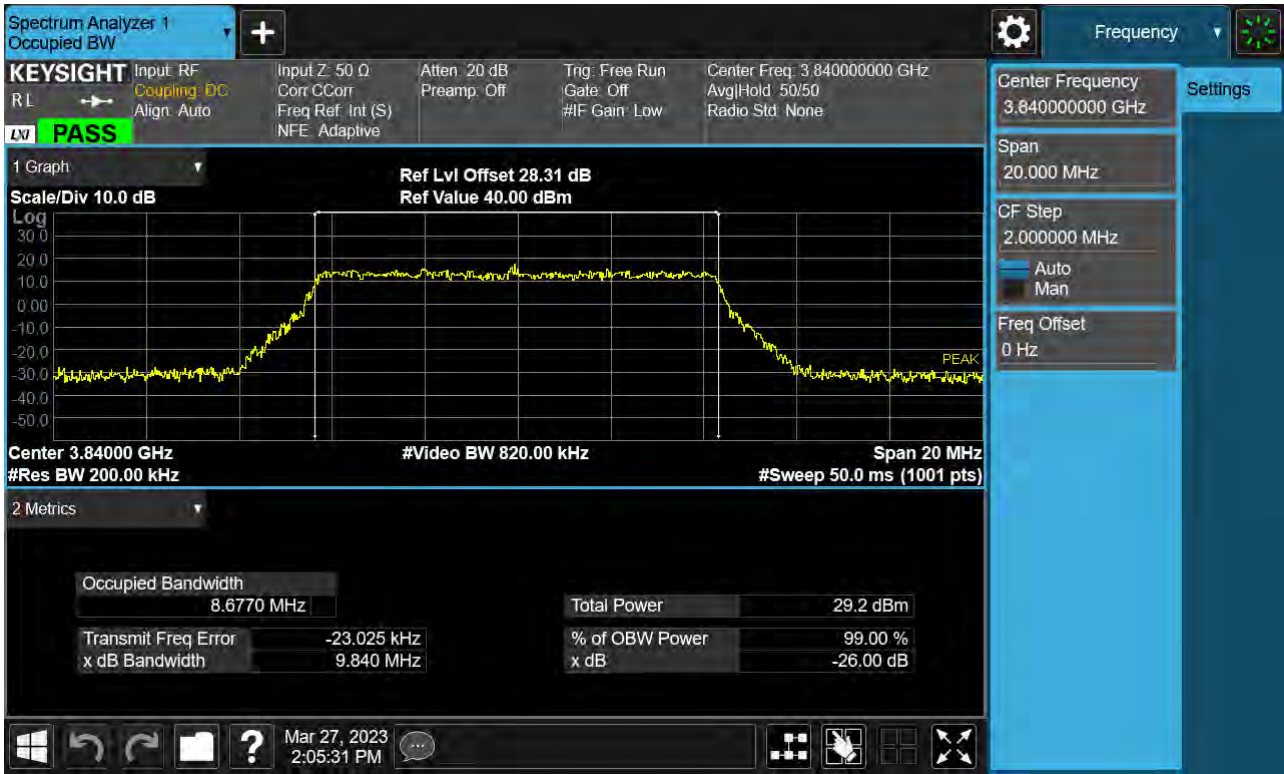 Spectrum Analyzer 1
Occupied BW
Frequency
KEYSIGHT
RL
LXI
PASS
Input: RF
Coupling: DC
Align: Auto
Input Z: 50 Ω
Corr CCorr
Freq Ref: Int (S)
NFE: Adaptive
Atten: 20 dB
Preamp: Off
Trig: Free Run
Gate: Off
#IF Gain: Low
Center Freq: 3.840000000 GHz
Avg|Hold: 50/50
Radio Std: None
Center Frequency
3.840000000 GHz
Settings
Span
20.000 MHz
CF Step
2.000000 MHz
Auto
Man
Freq Offset
0 Hz
1 Graph
Ref Lvl Offset 28.31 dB
Scale/Div 10.0 dB
Ref Value 40.00 dBm
Log
30.0
20.0
10.0
0.00
-10.0
-20.0
-30.0
-40.0
-50.0
PEAK
Center 3.84000 GHz
#Video BW 820.00 kHz
Span 20 MHz
#Res BW 200.00 kHz
#Sweep 50.0 ms (1001 pts)
2 Metrics
Occupied Bandwidth
8.6770 MHz
Total Power 29.2 dBm
Transmit Freq Error -23.025 kHz
% of OBW Power 99.00 %
x dB Bandwidth 9.840 MHz
x dB -26.00 dB
?
Mar 27, 2023
2:05:31 PM